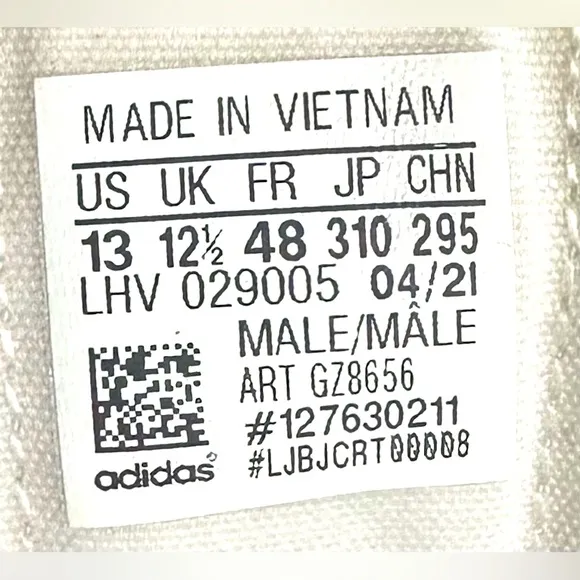 MADE IN VIETNAM
US UK FR JP CHN
13 12½ 48 310 295
LHV 029005 04/21
MALE/MÂLE
ART GZ8656
#127630211
#LJBJCRT00008
adidas